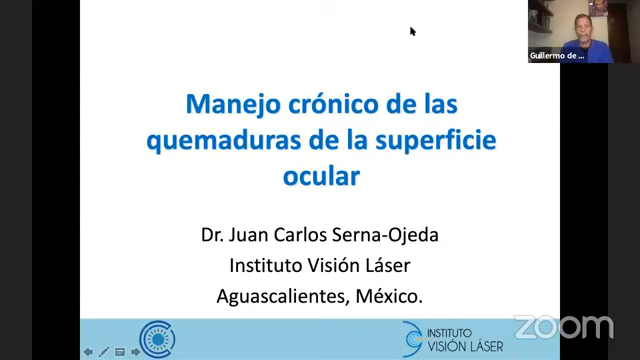 Guillermo de ...
Manejo crónico de las
quemaduras de la superficie
ocular
Dr. Juan Carlos Serna-Ojeda
Instituto Visión Láser
Aguascalientes, México.
INSTITUTO
VISIÓN LÁSER
zoom